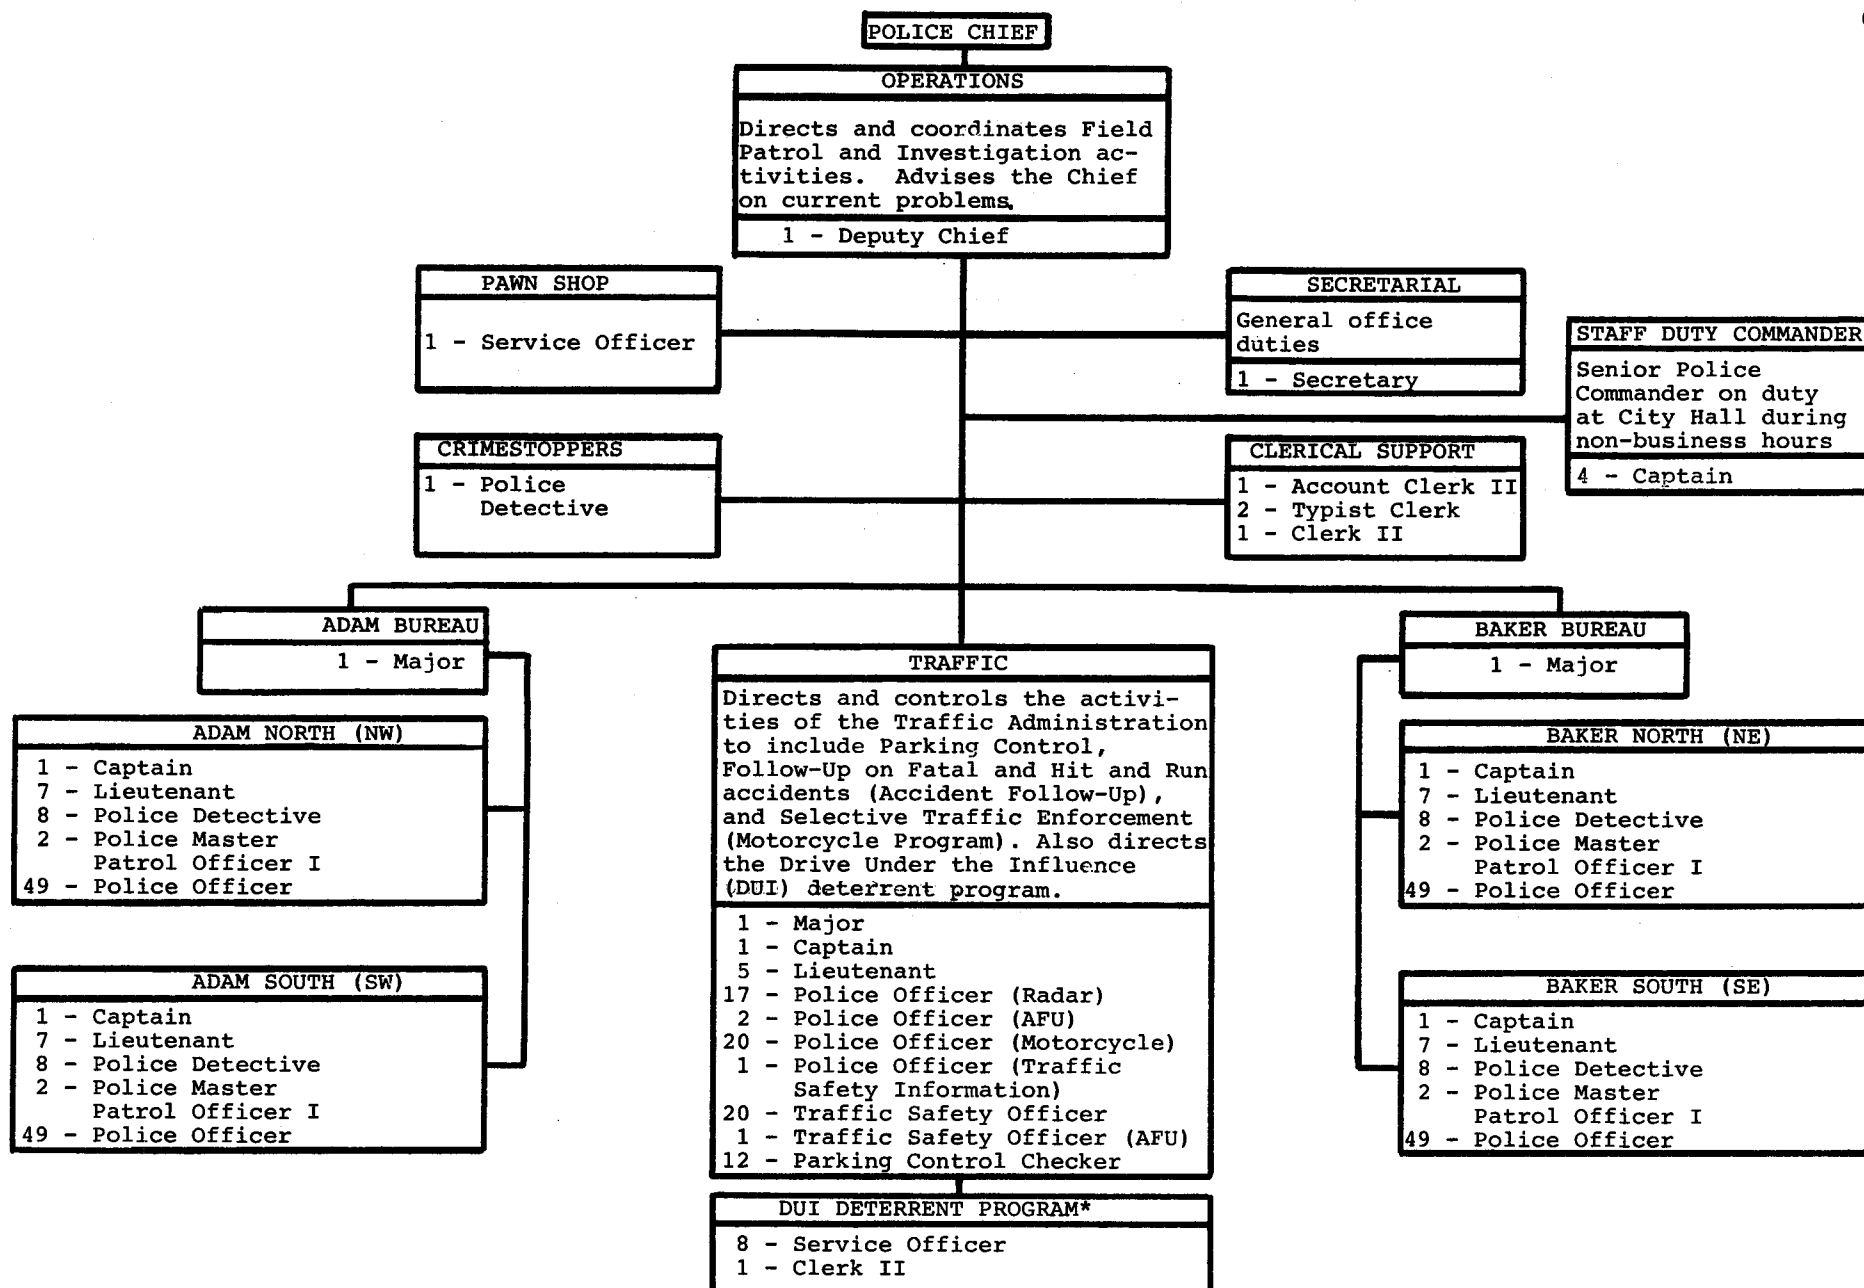 POLICE CHIEF
OPERATIONS
Directs and coordinates Field
Patrol and Investigation ac-
tivities. Advises the Chief
on current problems.
1 - Deputy Chief
PAWN SHOP
1 - Service Officer
SECRETARIAL
General office
duties
1 - Secretary
STAFF DUTY COMMANDER
Senior Police
Commander on duty
at City Hall during
non-business hours
4 - Captain
CRIMESTOPPERS
1 - Police
Detective
CLERICAL SUPPORT
1 - Account Clerk II
2 - Typist Clerk
1 - Clerk II
ADAM BUREAU
1 - Major
ADAM NORTH (NW)
1 - Captain
7 - Lieutenant
8 - Police Detective
2 - Police Master
Patrol Officer I
49 - Police Officer
ADAM SOUTH (SW)
1 - Captain
7 - Lieutenant
8 - Police Detective
2 - Police Master
Patrol Officer I
49 - Police Officer
TRAFFIC
Directs and controls the activi-
ties of the Traffic Administration
to include Parking Control,
Follow-Up on Fatal and Hit and Run
accidents (Accident Follow-Up),
and Selective Traffic Enforcement
(Motorcycle Program). Also directs
the Drive Under the Influence
(DUI) deterrent program.
1 - Major
1 - Captain
5 - Lieutenant
17 - Police Officer (Radar)
2 - Police Officer (AFU)
20 - Police Officer (Motorcycle)
1 - Police Officer (Traffic
Safety Information)
20 - Traffic Safety Officer
1 - Traffic Safety Officer (AFU)
12 - Parking Control Checker
DUI DETERRENT PROGRAM*
8 - Service Officer
1 - Clerk II
BAKER BUREAU
1 - Major
BAKER NORTH (NE)
1 - Captain
7 - Lieutenant
8 - Police Detective
2 - Police Master
Patrol Officer I
49 - Police Officer
BAKER SOUTH (SE)
1 - Captain
7 - Lieutenant
8 - Police Detective
2 - Police Master
Patrol Officer I
49 - Police Officer